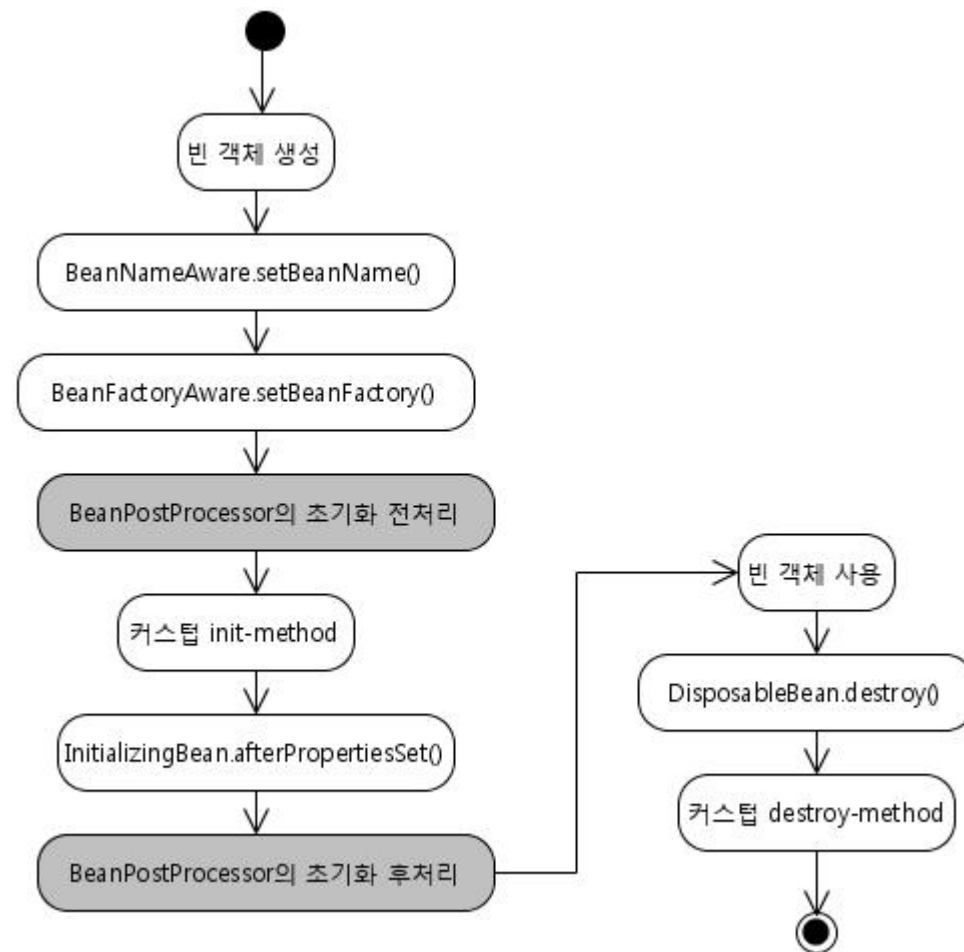 빈 객체 생성
BeanNameAware.setBeanName()
BeanFactoryAware.setBeanFactory()
BeanPostProcessor의 초기화 전처리
커스텀 init-method
InitializingBean.afterPropertiesSet()
BeanPostProcessor의 초기화 후처리
빈 객체 사용
DisposableBean.destroy()
커스텀 destroy-method